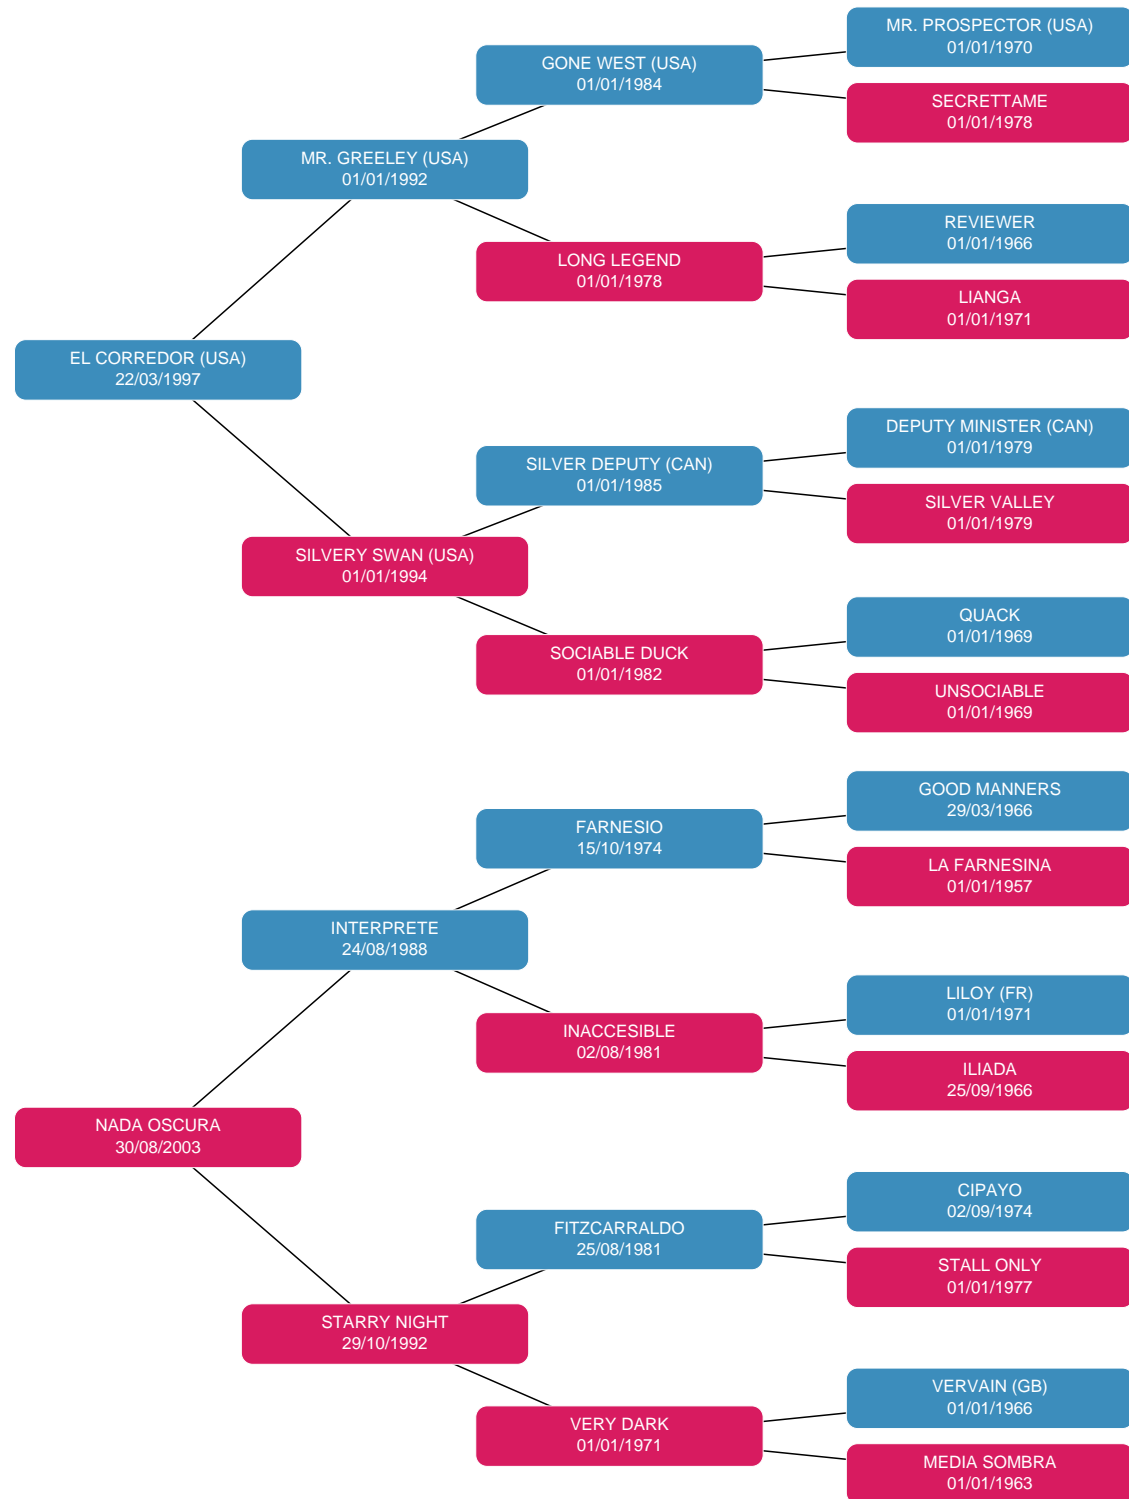 MR. PROSPECTOR (USA)
01/01/1970
GONE WEST (USA)
01/01/1984
SECRETTAME
01/01/1978
MR. GREELEY (USA)
01/01/1992
REVIEWER
01/01/1966
LONG LEGEND
01/01/1978
LIANGA
01/01/1971
EL CORREDOR (USA)
22/03/1997
DEPUTY MINISTER (CAN)
01/01/1979
SILVER DEPUTY (CAN)
01/01/1985
SILVER VALLEY
01/01/1979
SILVERY SWAN (USA)
01/01/1994
QUACK
01/01/1969
SOCIABLE DUCK
01/01/1982
UNSOCIABLE
01/01/1969
GOOD MANNERS
29/03/1966
FARNESIO
15/10/1974
LA FARNESINA
01/01/1957
INTERPRETE
24/08/1988
LILOY (FR)
01/01/1971
INACCESIBLE
02/08/1981
ILIADA
25/09/1966
NADA OSCURA
30/08/2003
CIPAYO
02/09/1974
FITZCARRALDO
25/08/1981
STALL ONLY
01/01/1977
STARRY NIGHT
29/10/1992
VERVAIN (GB)
01/01/1966
VERY DARK
01/01/1971
MEDIA SOMBRA
01/01/1963